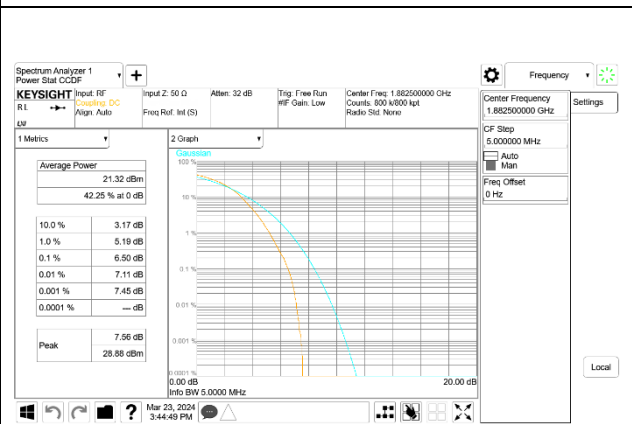 Spectrum Analyzer 1
Power Stat CCDF
Frequency
KEYSIGHT
Input: RF
Coupling: DC
Align: Auto
Input Z: 50 Ω
Freq Ref: Int (S)
Atten: 32 dB
Trig: Free Run
#IF Gain: Low
Center Freq: 1.882500000 GHz
Counts: 800 k/800 kpt
Radio Std: None
RL
Center Frequency
1.882500000 GHz
Settings
CF Step
5.000000 MHz
Auto
Man
Freq Offset
0 Hz
Local
1 Metrics
Average Power
21.32 dBm
42.25 % at 0 dB
10.0 % 3.17 dB
1.0 % 5.19 dB
0.1 % 6.50 dB
0.01 % 7.11 dB
0.001 % 7.45 dB
0.0001 % --- dB
Peak 7.56 dB
28.88 dBm
2 Graph
Gaussian
100 %
10 %
1 %
0.1 %
0.01 %
0.001 %
0.0001 %
0.00 dB
20.00 dB
Info BW 5.0000 MHz
?
Mar 23, 2024
3:44:49 PM